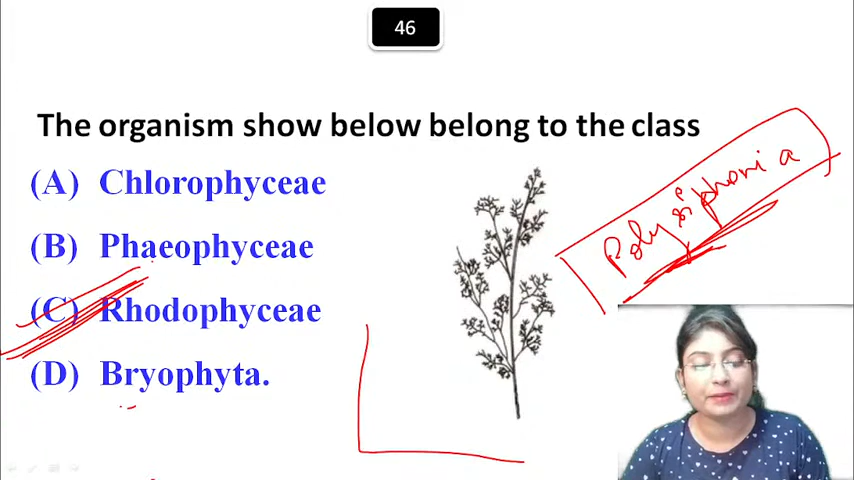 46
The organism show below belong to the class
(A) Chlorophyceae
(B) Phaeophyceae
(C) Rhodophyceae
(D) Bryophyta.
Polysiphonia